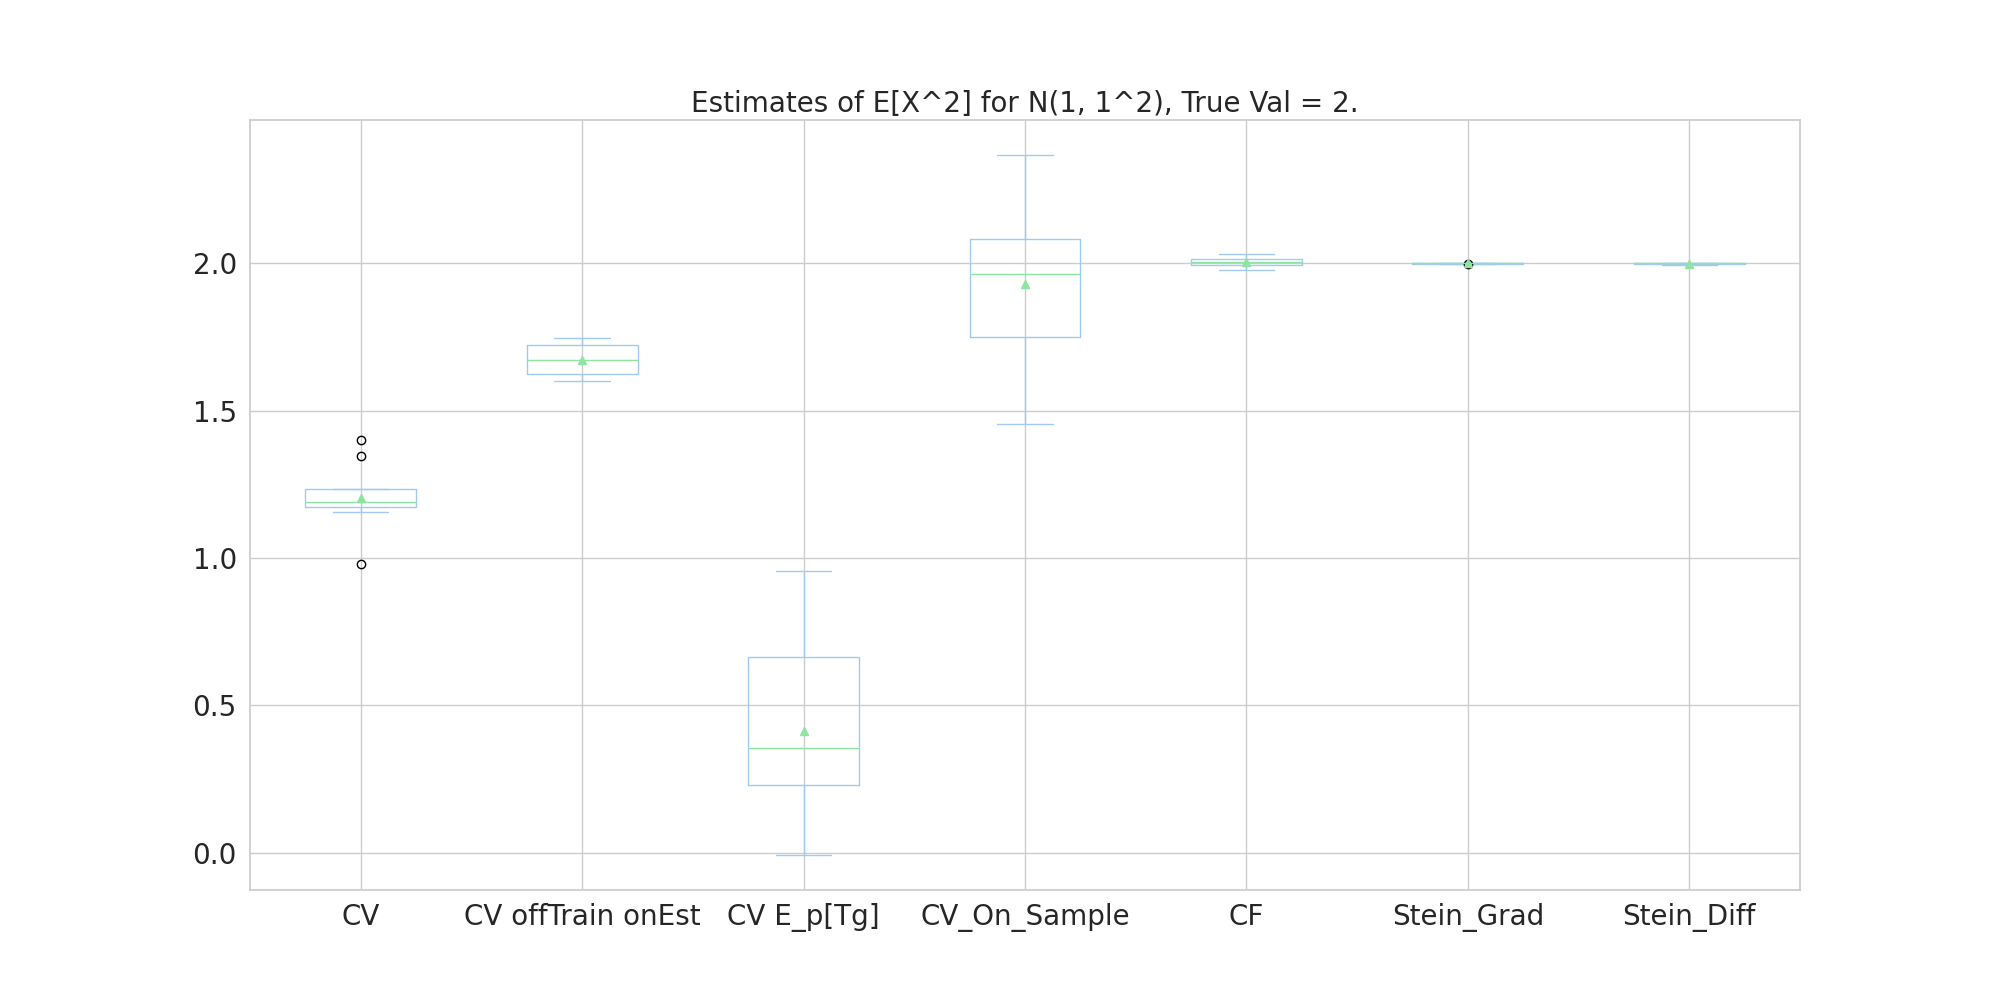 Estimates of E[X^2] for N(1, 1^2), True Val = 2.
2.0
1.5
1.0
0.5
0.0
CV CV offTrain onEst CV E_p[Tg] CV_On_Sample CF Stein_Grad Stein_Diff